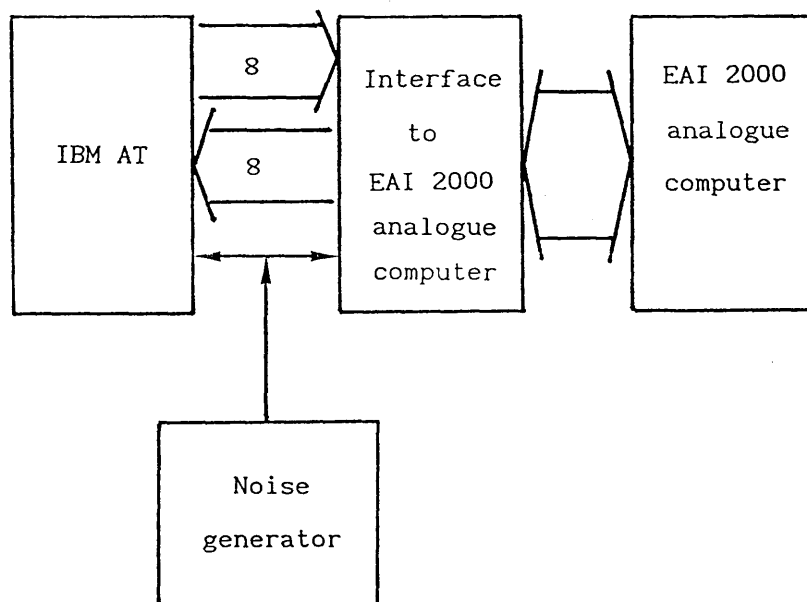 IBM AT
8
8
Interface
to
EAI 2000
analogue
computer
EAI 2000
analogue
computer
Noise
generator